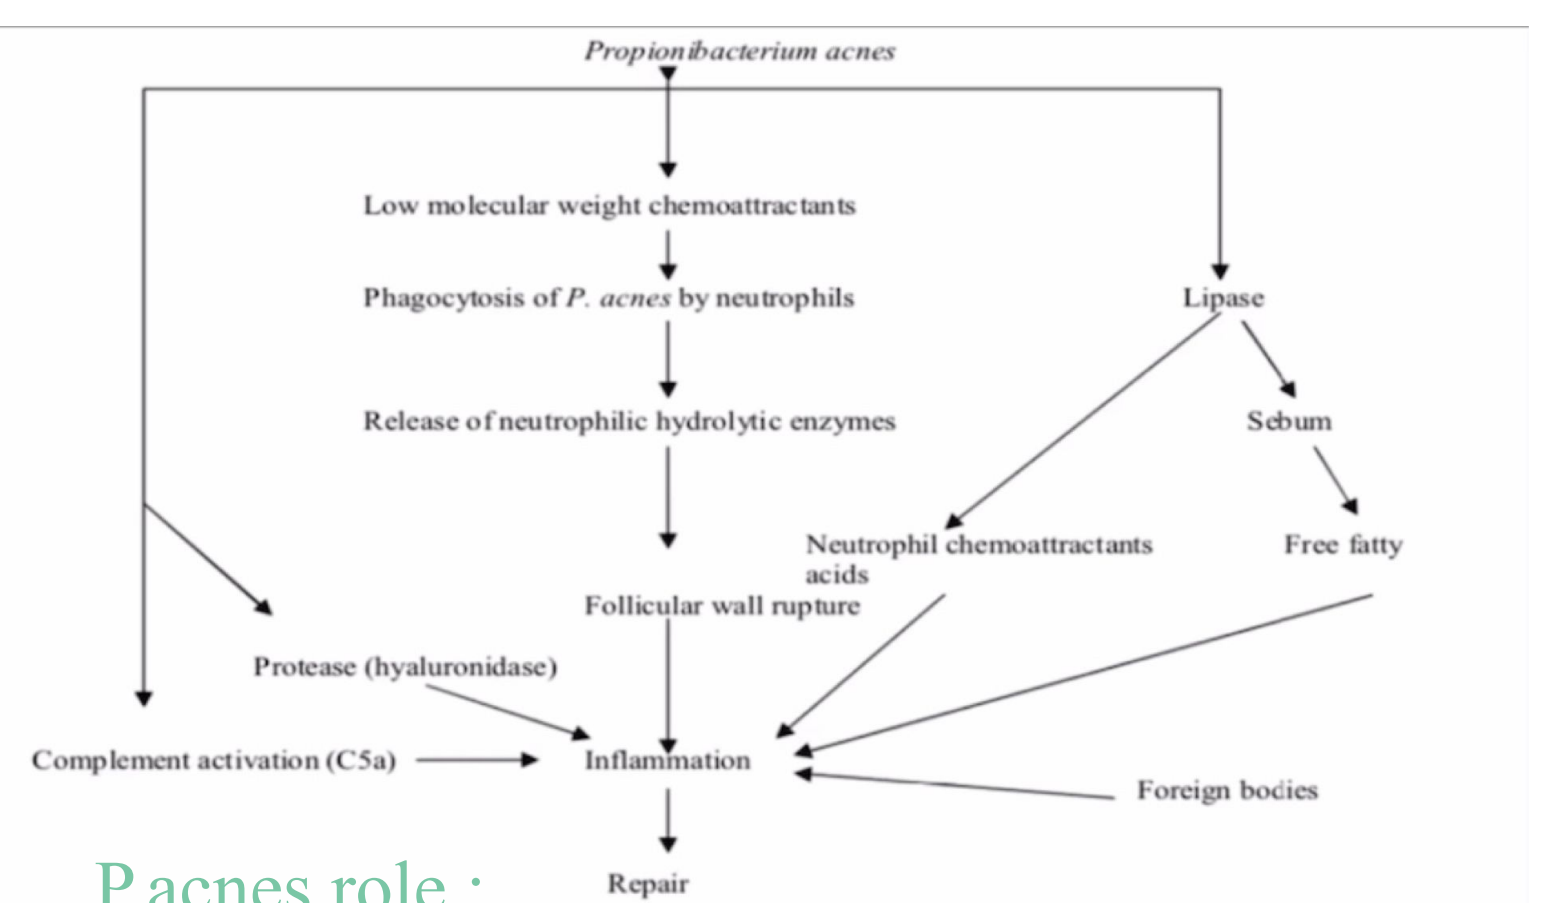 Propionibacterium acnes
Low molecular weight chemoattractants
Phagocytosis of P. acnes by neutrophils
Lipase
Release of neutrophilic hydrolytic enzymes
Sebum
Neutrophil chemoattractants
acids
Free fatty
Follicular wall rupture
Protease (hyaluronidase)
Complement activation (C5a)
Inflammation
Foreign bodies
Repair
P acnes role :